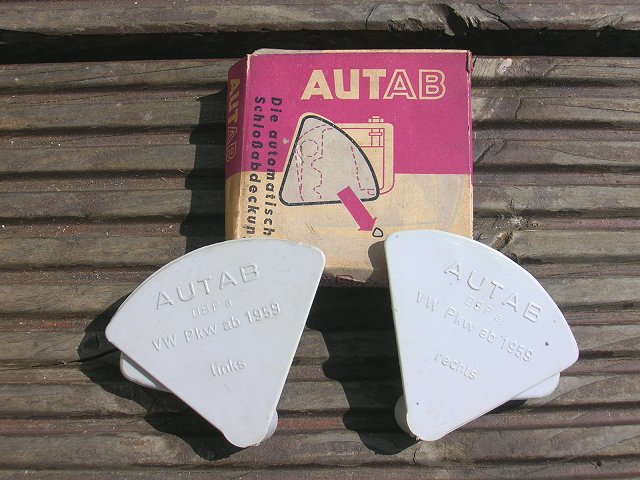 AUTAB
AUTAB
Die automatisch
Schloßabdeckun
AUTAB
DBP a.
VW Pkw ab 1959
links
AUTAB
DBP a.
VW Pkw ab 1959
rechts